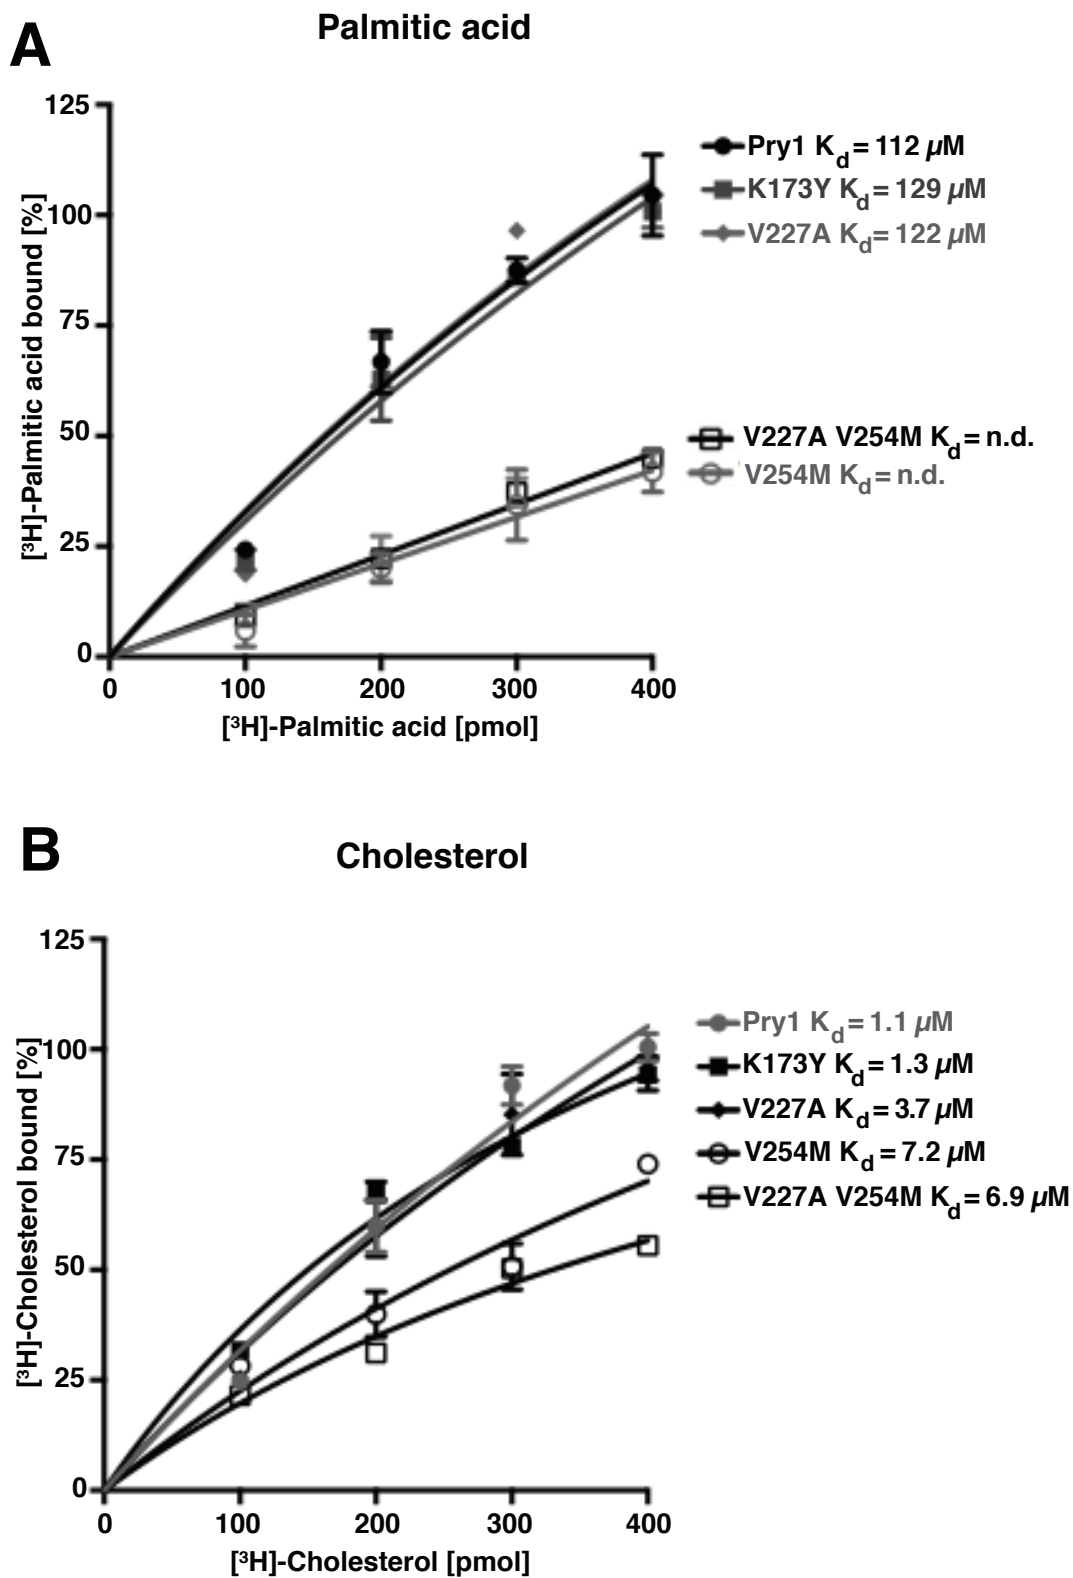 A
Palmitic acid
125
100
75
50
25
0
[³H]-Palmitic acid bound [%]
0 100 200 300 400
[³H]-Palmitic acid [pmol]
Pry1 Kd = 112 µM
K173Y Kd = 129 µM
V227A Kd = 122 µM
V227A V254M Kd = n.d.
V254M Kd = n.d.
B
Cholesterol
125
100
75
50
25
0
[³H]-Cholesterol bound [%]
0 100 200 300 400
[³H]-Cholesterol [pmol]
Pry1 Kd = 1.1 µM
K173Y Kd = 1.3 µM
V227A Kd = 3.7 µM
V254M Kd = 7.2 µM
V227A V254M Kd = 6.9 µM